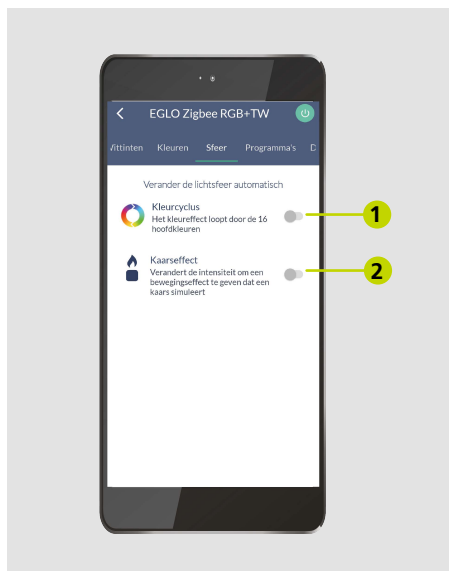 EGLO Zigbee RGB+TW
Kleuren Sfeer Programma's
Verander de lichtsfeer automatisch
Kleurcyclus
Het kleureffect loopt door de 16
hoofdkleuren
1
Kaarseffect
Verandert de intensiteit om een
bewegingseffect te geven dat een
kaars simuleert
2